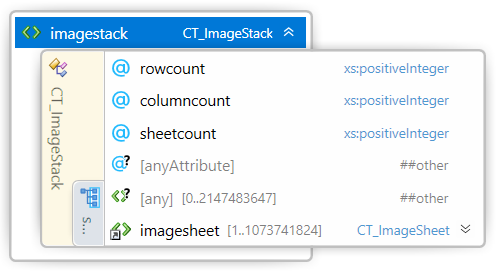 imagestack CT_ImageStack
CT_ImageStack
S...
@ rowcount xs:positiveInteger
@ columncount xs:positiveInteger
@ sheetcount xs:positiveInteger
@? [anyAttribute] ##other
<>? [any] [0..2147483647] ##other
<> imagesheet [1..1073741824] CT_ImageSheet